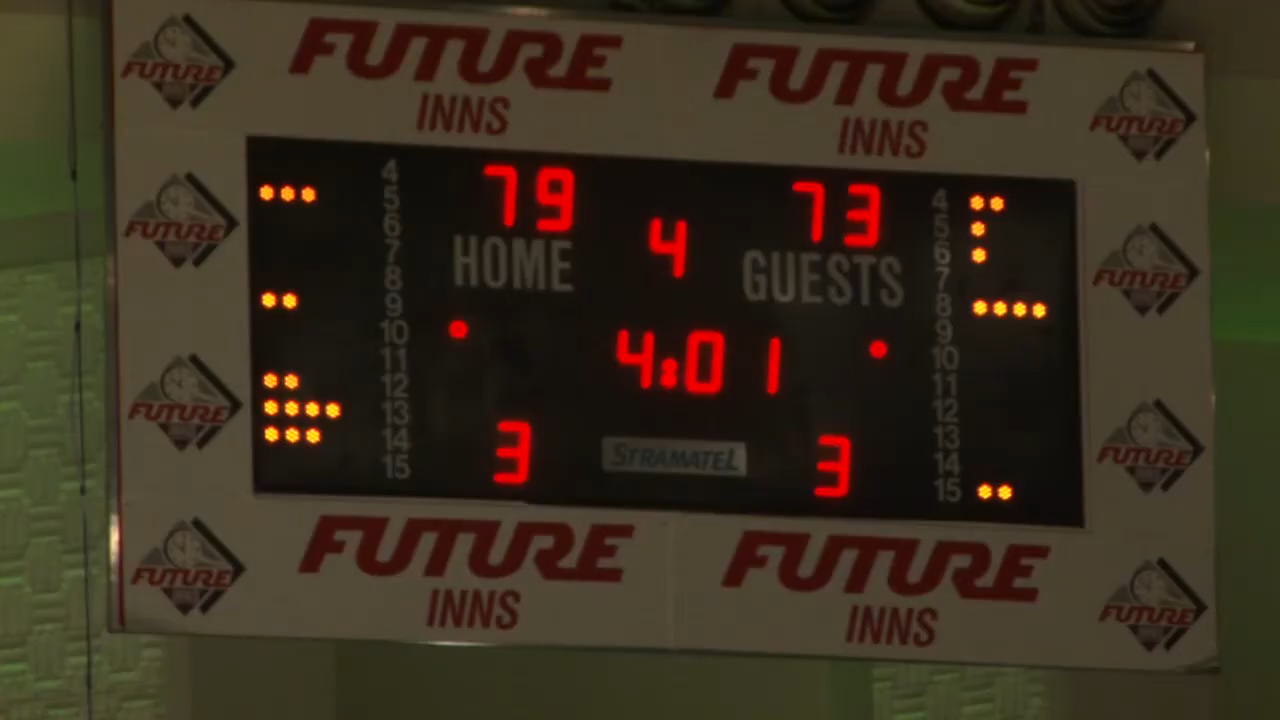 FUTURE FUTURE FUTURE FUTURE
INNS INNS
4 79 73 4
5 4 5
6 HOME GUESTS 6
FUTURE 7 7 FUTURE
8 8
9
10 4:01 10
11 11
12 12
FUTURE 13 13 FUTURE
14 3 STRAMATEL 3 14
15 15
FUTURE FUTURE FUTURE FUTURE
INNS INNS